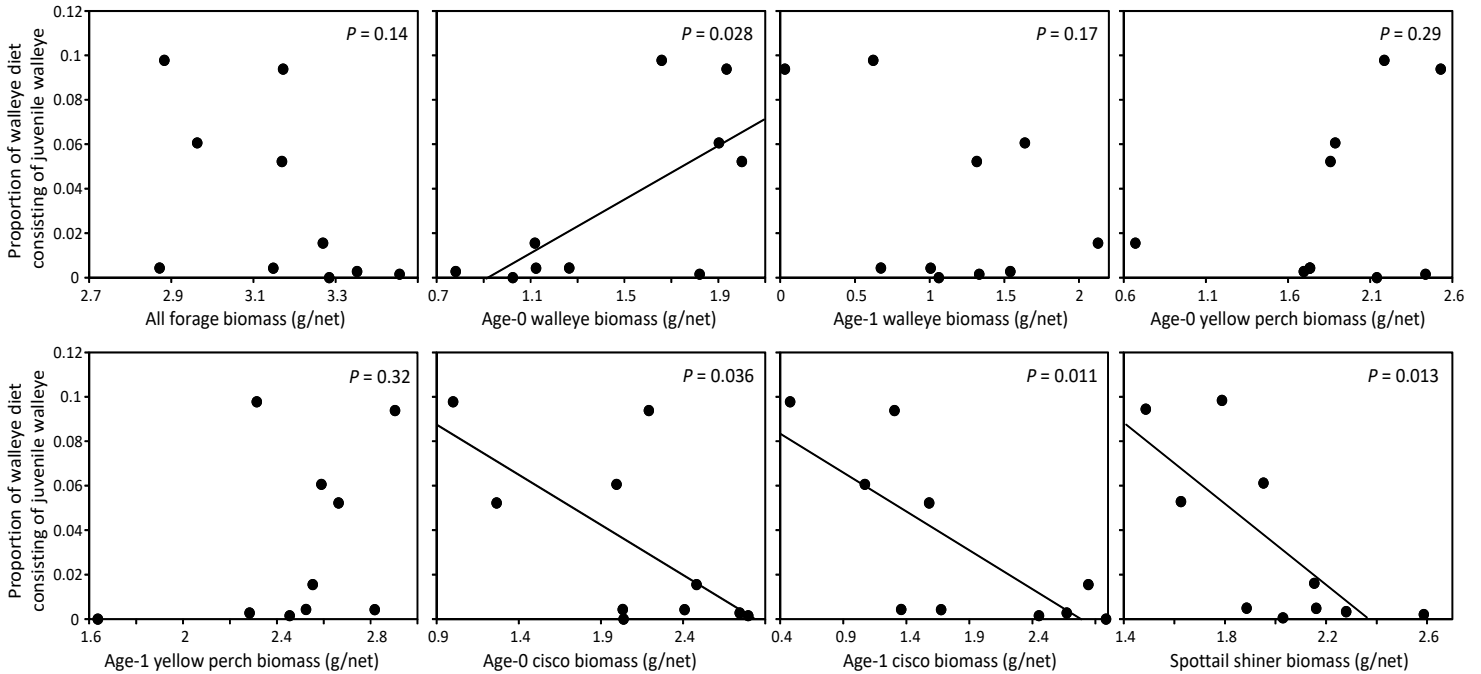 Proportion of walleye diet
consisting of juvenile walleye
0.12
0.1
0.08
0.06
0.04
0.02
0
P = 0.14
2.7 2.9 3.1 3.3
All forage biomass (g/net)
P = 0.028
0.7 1.1 1.5 1.9
Age-0 walleye biomass (g/net)
P = 0.17
0 0.5 1 1.5 2
Age-1 walleye biomass (g/net)
P = 0.29
0.6 1.1 1.6 2.1 2.6
Age-0 yellow perch biomass (g/net)
Proportion of walleye diet
consisting of juvenile walleye
0.12
0.1
0.08
0.06
0.04
0.02
0
P = 0.32
1.6 2 2.4 2.8
Age-1 yellow perch biomass (g/net)
P = 0.036
0.9 1.4 1.9 2.4
Age-0 cisco biomass (g/net)
P = 0.011
0.4 0.9 1.4 1.9 2.4
Age-1 cisco biomass (g/net)
P = 0.013
1.4 1.8 2.2 2.6
Spottail shiner biomass (g/net)